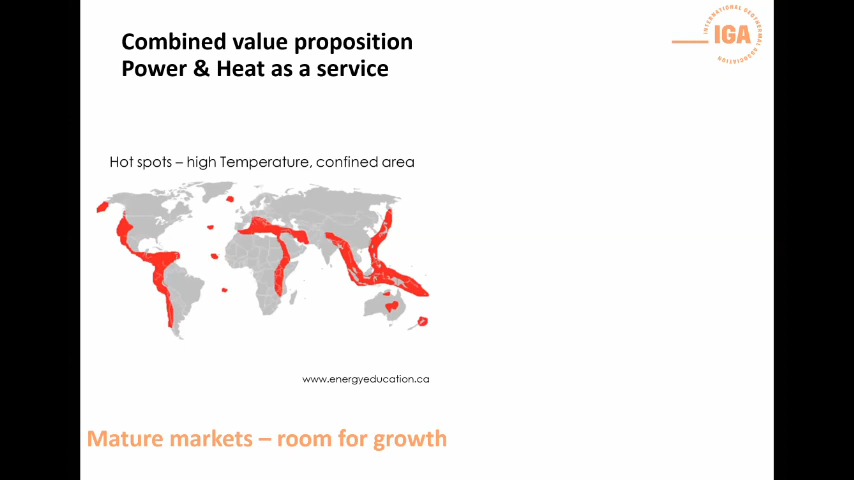 Combined value proposition
Power & Heat as a service
INTERNATIONAL GEOTHERMAL ASSOCIATION
IGA
Hot spots – high Temperature, confined area
www.energyeducation.ca
Mature markets – room for growth